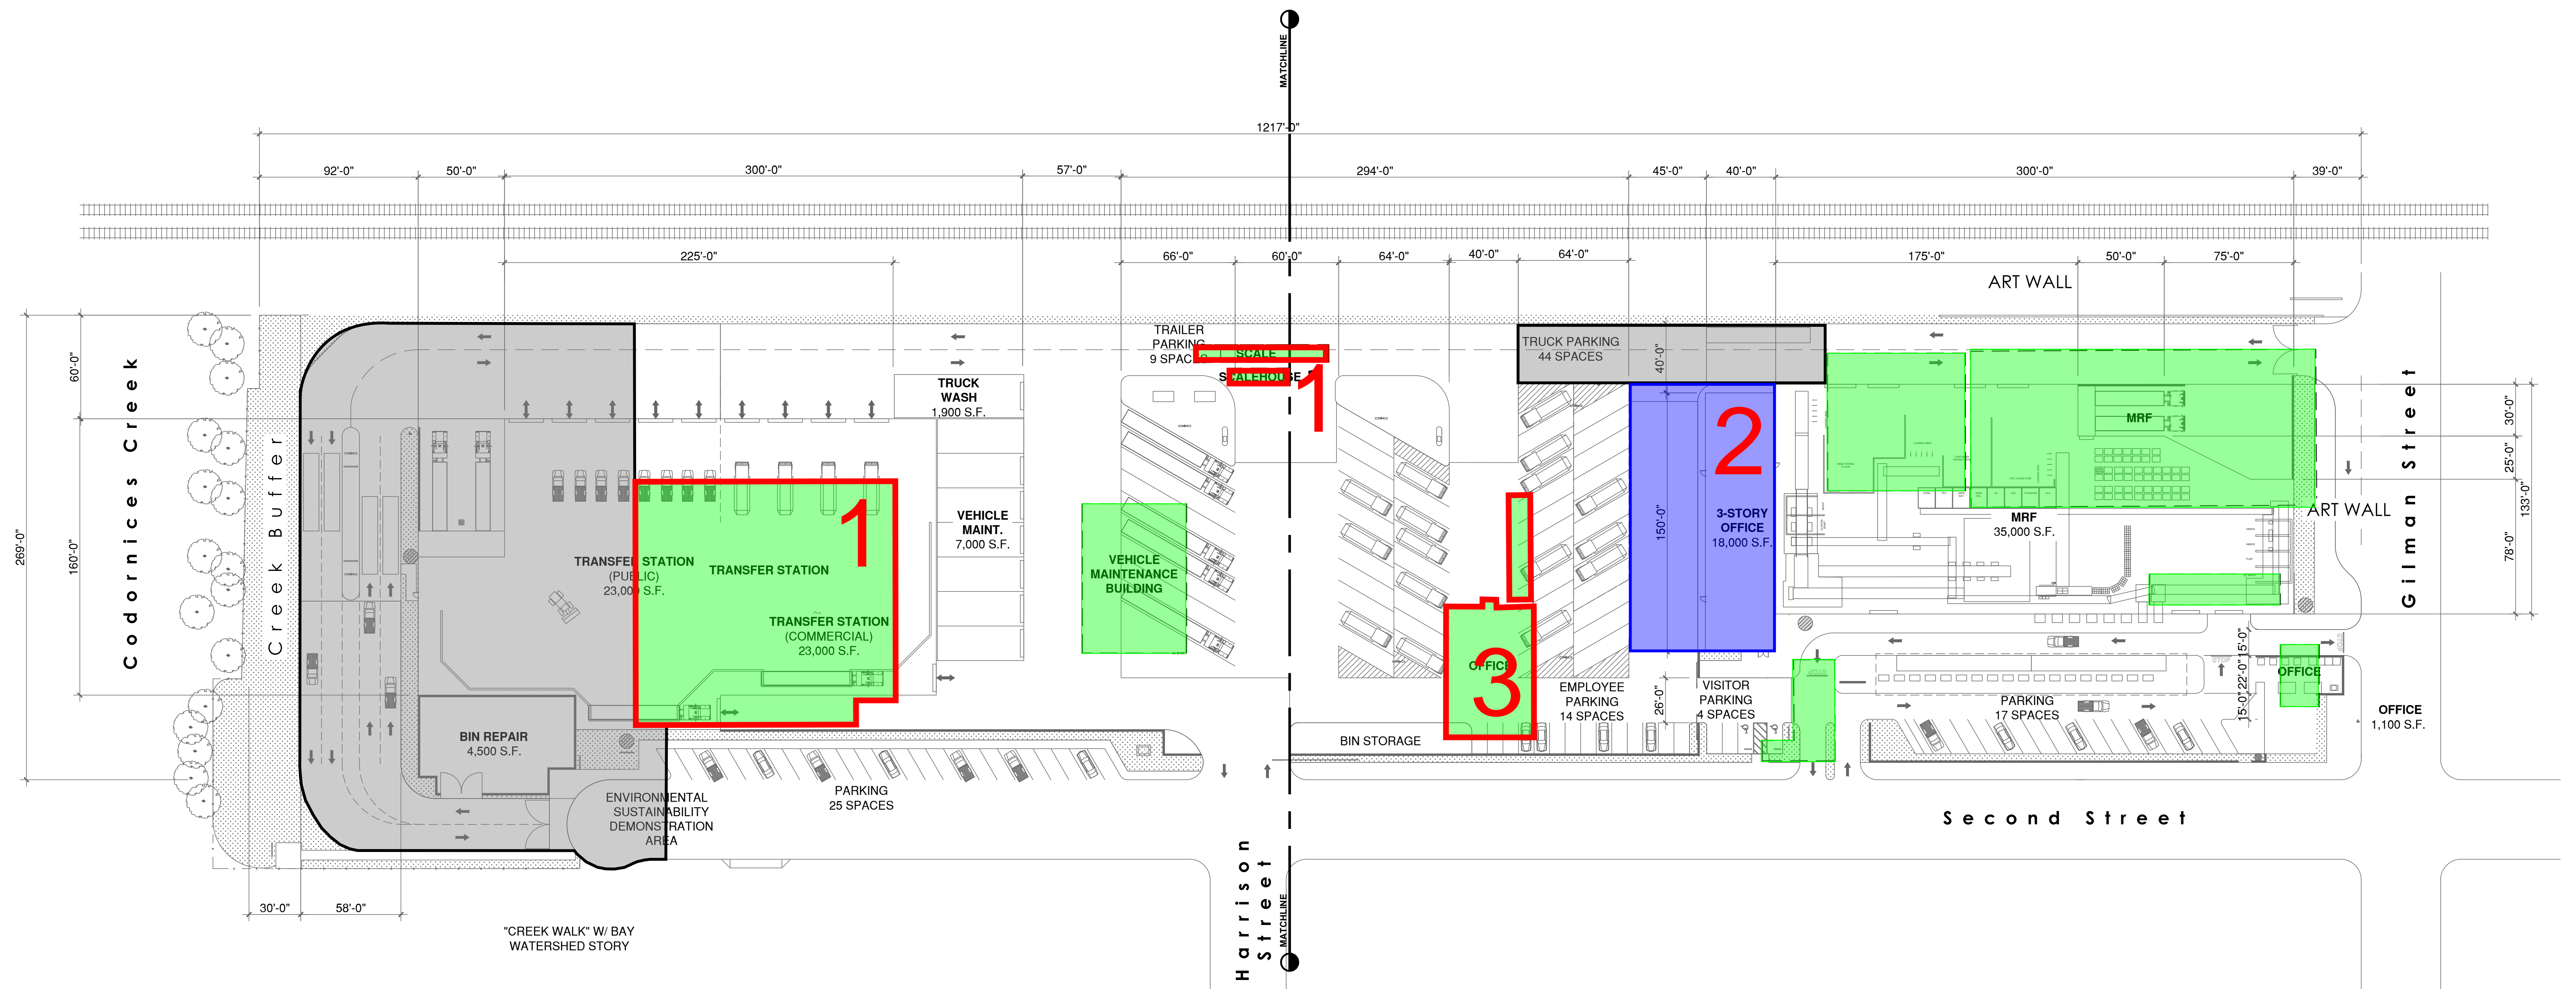 MATCHLINE
1217'-0"
92'-0"
50'-0"
300'-0"
57'-0"
294'-0"
45'-0"
40'-0"
300'-0"
39'-0"
225'-0"
66'-0"
60'-0"
64'-0"
40'-0"
64'-0"
175'-0"
50'-0"
75'-0"
ART WALL
269'-0"
60'-0"
160'-0"
Codornices Creek
Creek Buffer
TRAILER
PARKING
9 SPACES
SCALE
SCALEHOUSE
1
TRUCK PARKING
44 SPACES
40'-0"
TRUCK
WASH
1,900 S.F.
VEHICLE
MAINT.
7,000 S.F.
1
TRANSFER STATION
(PUBLIC)
23,000 S.F.
TRANSFER STATION
TRANSFER STATION
(COMMERCIAL)
23,000 S.F.
VEHICLE
MAINTENANCE
BUILDING
2
3-STORY
OFFICE
18,000 S.F.
150'-0"
MRF
MRF
35,000 S.F.
ART WALL
Gilman Street
30'-0"
25'-0"
78'-0"
133'-0"
OFFICE
3
26'-0"
EMPLOYEE
PARKING
14 SPACES
VISITOR
PARKING
4 SPACES
PARKING
17 SPACES
15'-0"
22'-0"
15'-0"
STOP
OFFICE
OFFICE
1,100 S.F.
BIN REPAIR
4,500 S.F.
BIN STORAGE
ENVIRONMENTAL
SUSTAINABILITY
DEMONSTRATION
AREA
PARKING
25 SPACES
Second Street
Harrison
Street
MATCHLINE
30'-0"
58'-0"
"CREEK WALK" W/ BAY
WATERSHED STORY